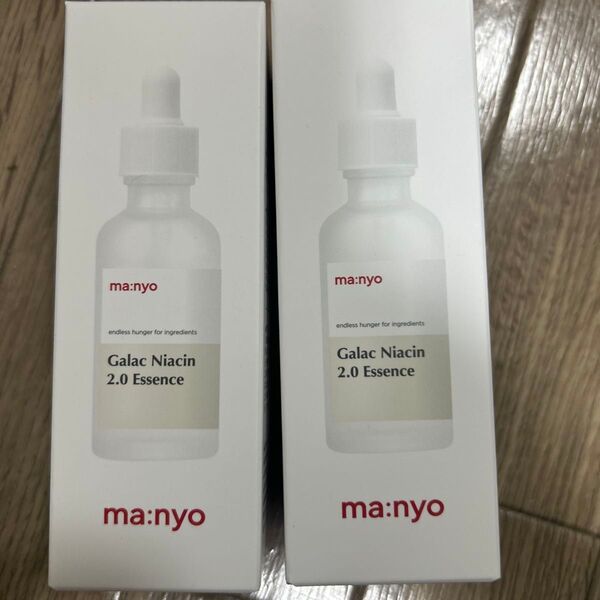 ma:nyo
endless hunger for ingredients
Galac Niacin
2.0 Essence
ma:nyo
ma:nyo
endless hunger for ingredients
Galac Niacin
2.0 Essence
ma:nyo